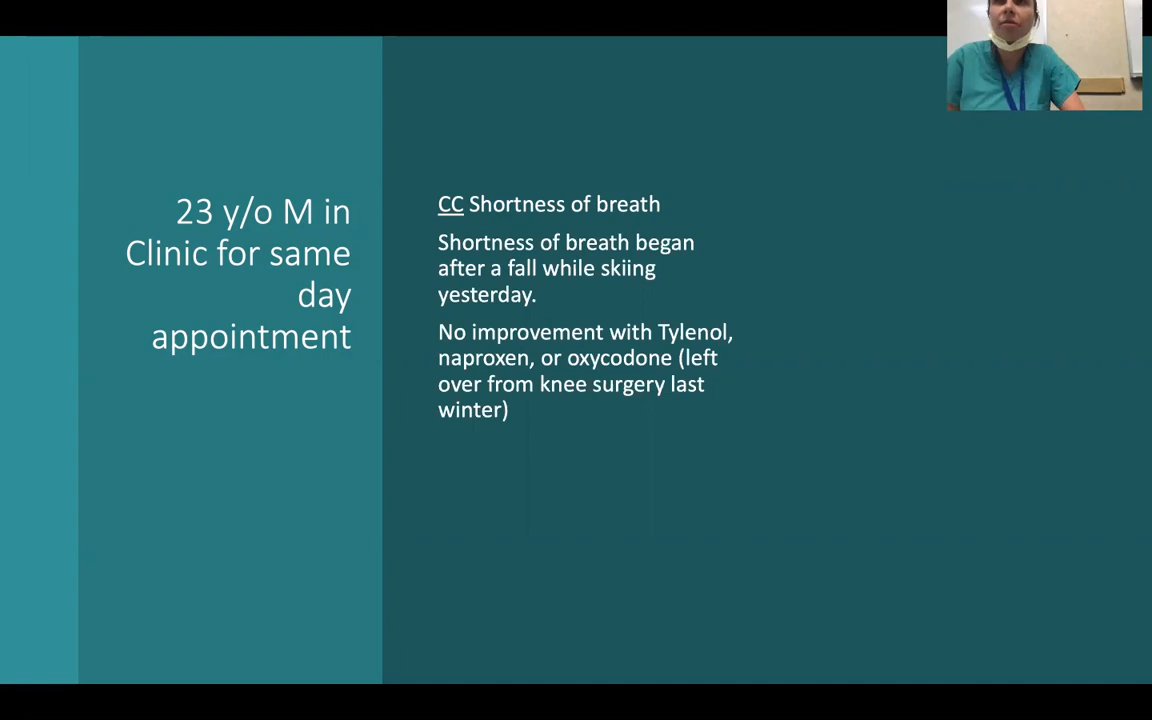 23 y/o M in
Clinic for same
day
appointment
CC Shortness of breath
Shortness of breath began
after a fall while skiing
yesterday.
No improvement with Tylenol,
naproxen, or oxycodone (left
over from knee surgery last
winter)